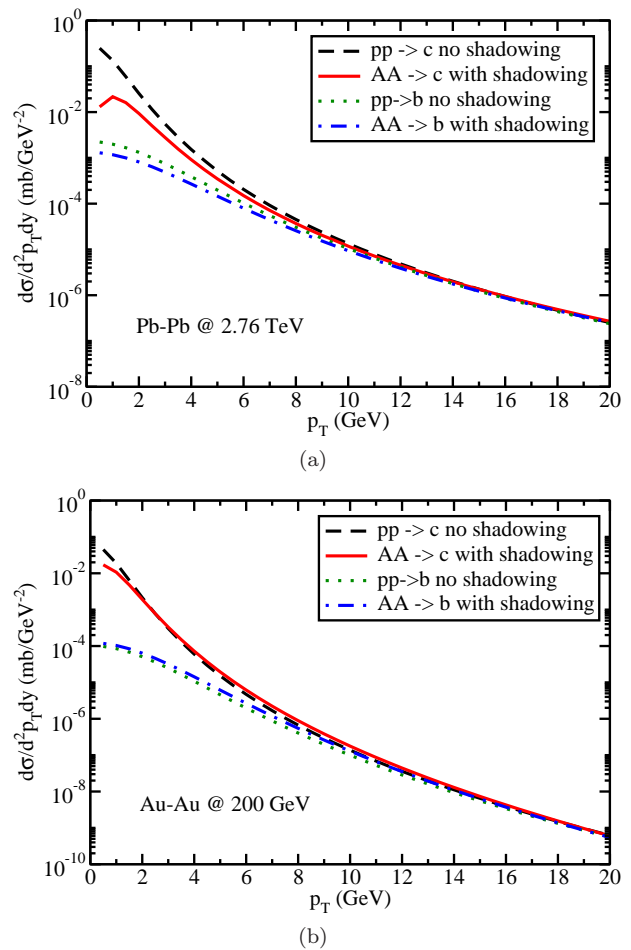 10^0
10^-2
10^-4
10^-6
10^-8
dσ/d^2p_Tdy (mb/GeV^-2)
pp -> c no shadowing
AA -> c with shadowing
pp->b no shadowing
AA -> b with shadowing
Pb-Pb @ 2.76 TeV
0 2 4 6 8 10 12 14 16 18 20
p_T (GeV)
(a)
10^0
10^-2
10^-4
10^-6
10^-8
10^-10
dσ/d^2p_Tdy (mb/GeV^-2)
pp -> c no shadowing
AA -> c with shadowing
pp->b no shadowing
AA -> b with shadowing
Au-Au @ 200 GeV
0 2 4 6 8 10 12 14 16 18 20
p_T (GeV)
(b)